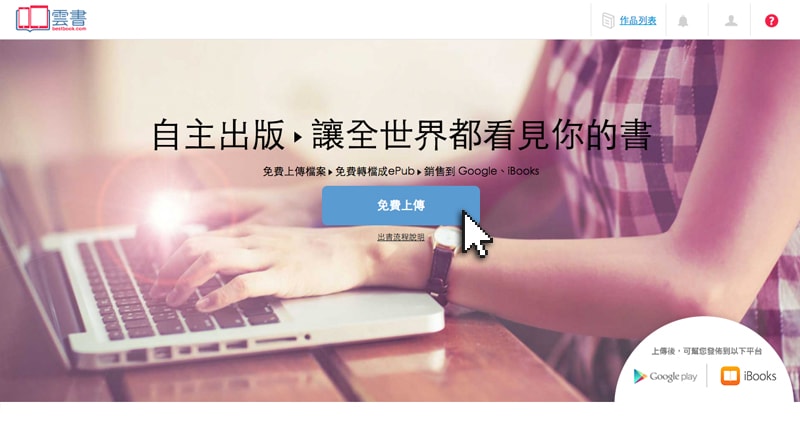 雲書
bestbook.com
作品列表
?
自主出版▸讓全世界都看見你的書
免費上傳檔案▸免費轉檔成ePub▸銷售到 Google、iBooks
免費上傳
出書流程說明
上傳後，可幫您發佈到以下平台
Google play
iBooks